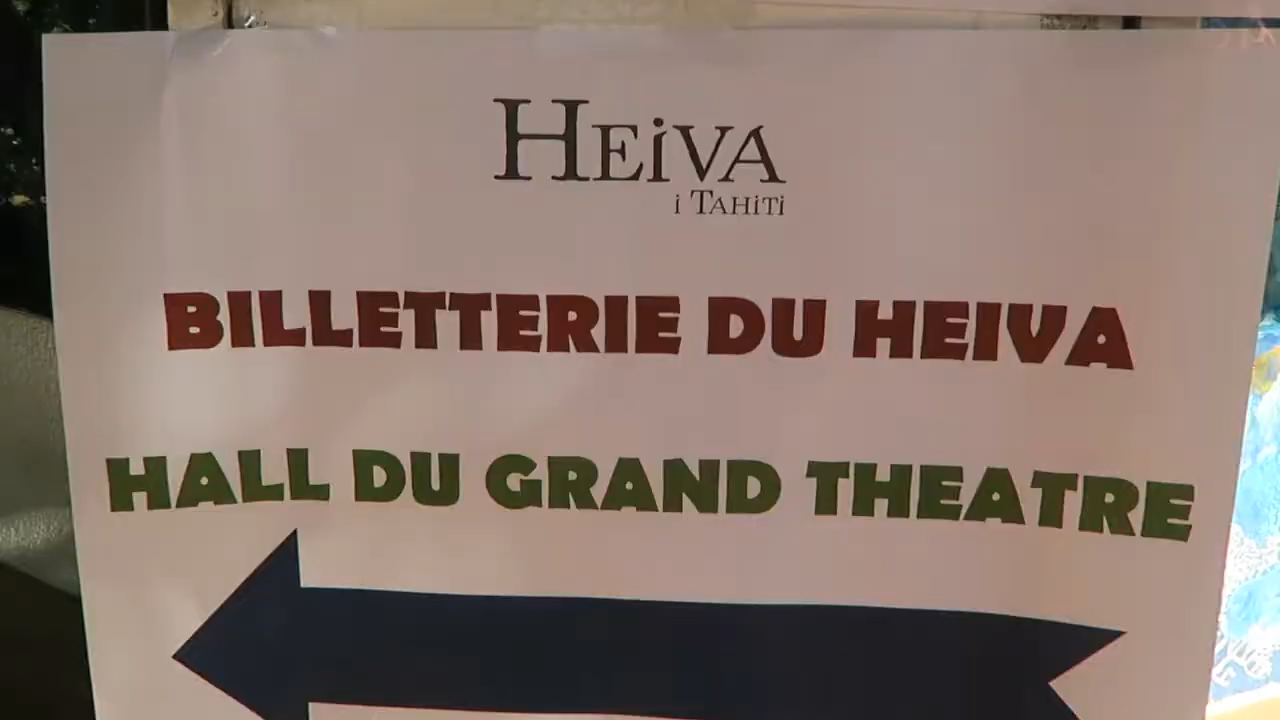 HEiVA
i TAHiTi
BILLETTERIE DU HEIVA
HALL DU GRAND THEATRE